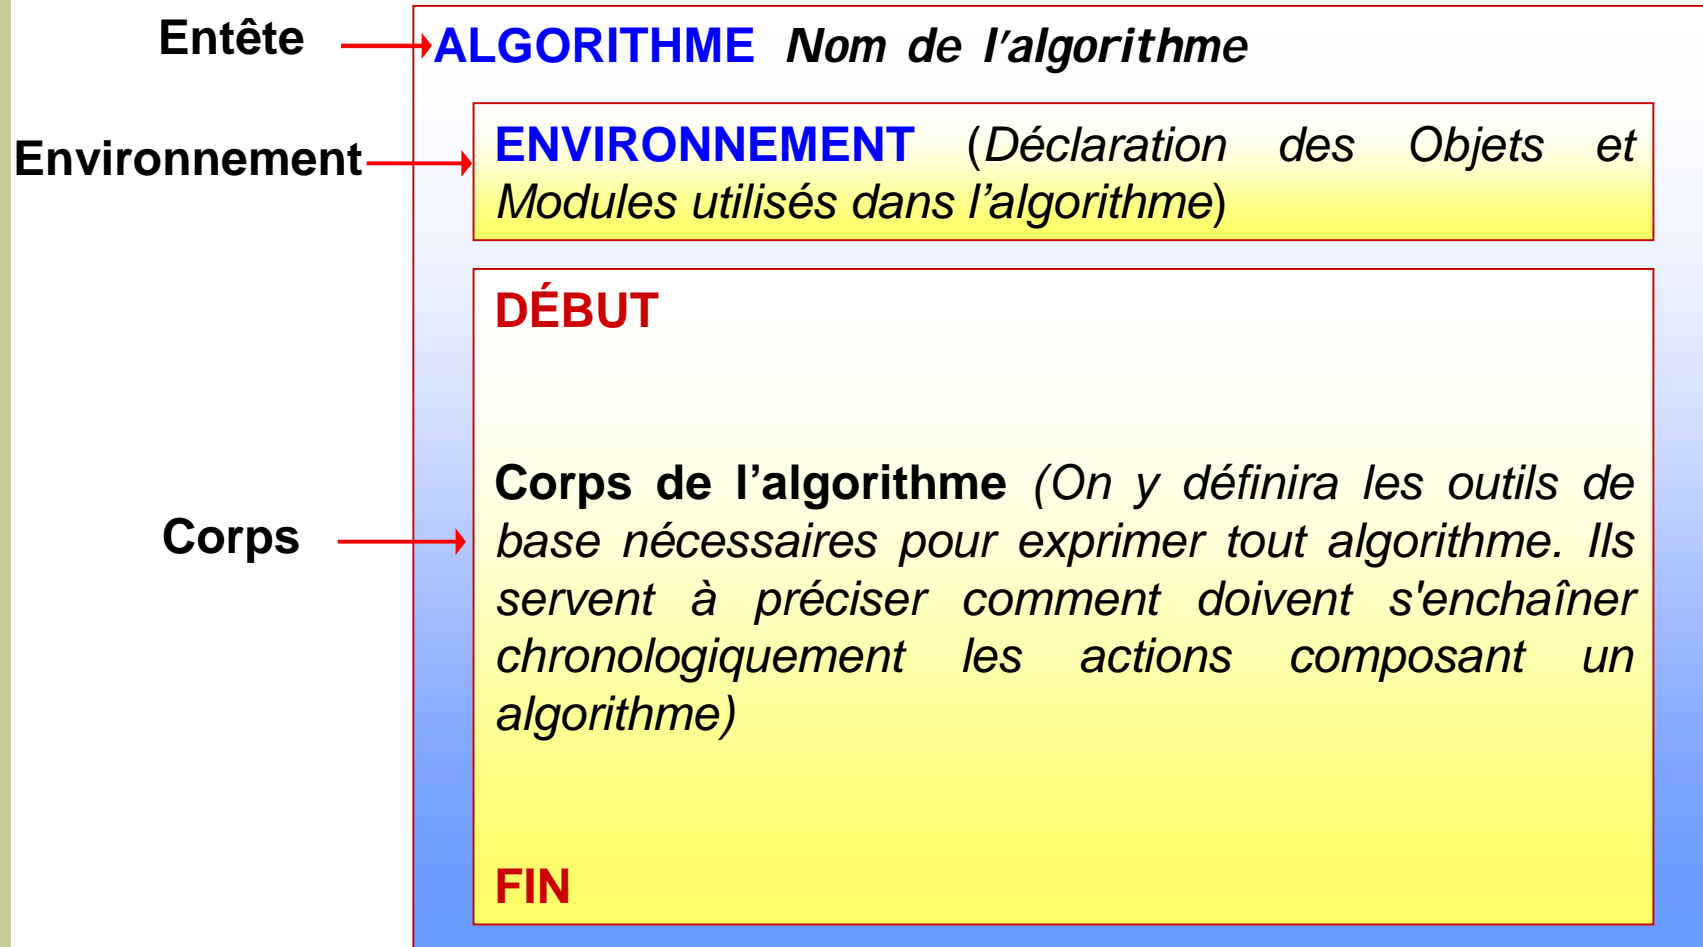 Entête
ALGORITHME Nom de l'algorithme
Environnement
ENVIRONNEMENT (Déclaration des Objets et
Modules utilisés dans l'algorithme)
DÉBUT
Corps
Corps de l'algorithme (On y définira les outils de
base nécessaires pour exprimer tout algorithme. Ils
servent à préciser comment doivent s'enchaîner
chronologiquement les actions composant un
algorithme)
FIN